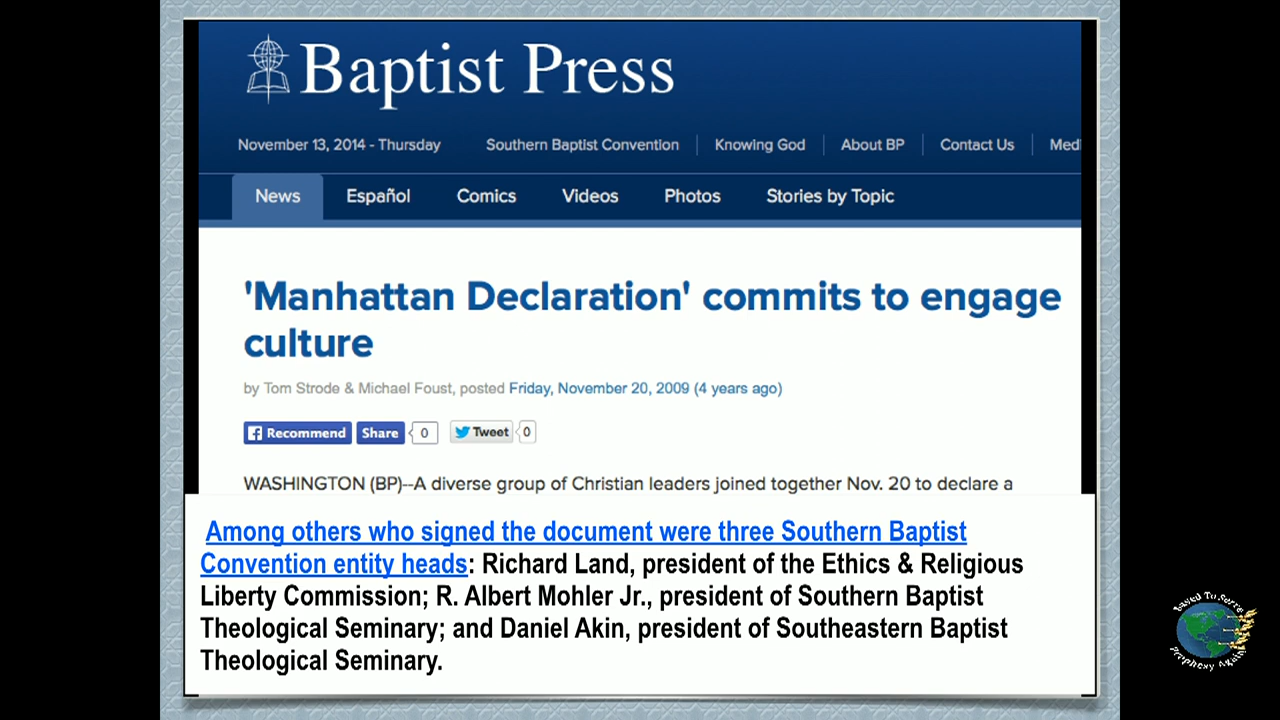 Baptist Press
November 13, 2014 - Thursday Southern Baptist Convention Knowing God About BP Contact Us Medi
News Español Comics Videos Photos Stories by Topic
'Manhattan Declaration' commits to engage
culture
by Tom Strode & Michael Foust, posted Friday, November 20, 2009 (4 years ago)
Recommend Share 0 Tweet 0
WASHINGTON (BP)--A diverse group of Christian leaders joined together Nov. 20 to declare a
Among others who signed the document were three Southern Baptist
Convention entity heads: Richard Land, president of the Ethics & Religious
Liberty Commission; R. Albert Mohler Jr., president of Southern Baptist
Theological Seminary; and Daniel Akin, president of Southeastern Baptist
Theological Seminary.
To Serve
Prophezy Again